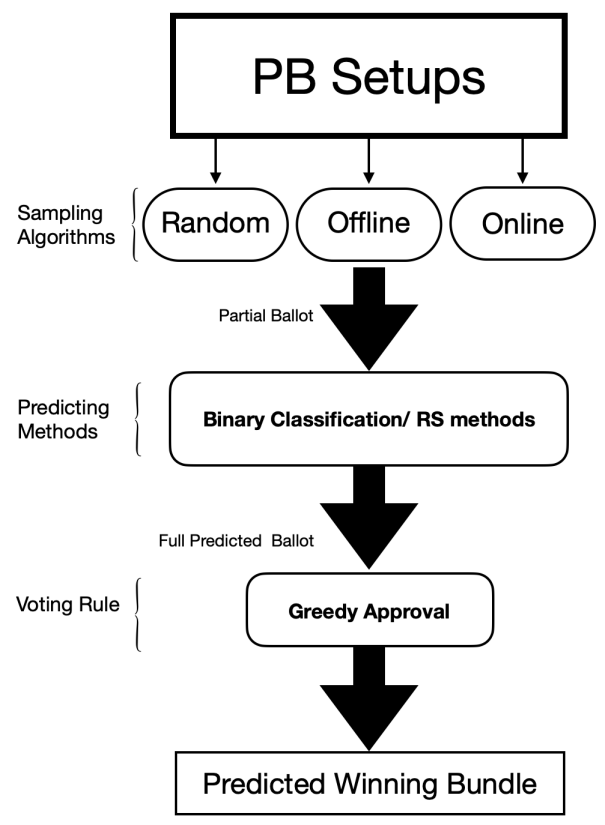 PB Setups
Sampling
Algorithms
Random
Offline
Online
Partial Ballot
Predicting
Methods
Binary Classification/ RS methods
Full Predicted Ballot
Voting Rule
Greedy Approval
Predicted Winning Bundle